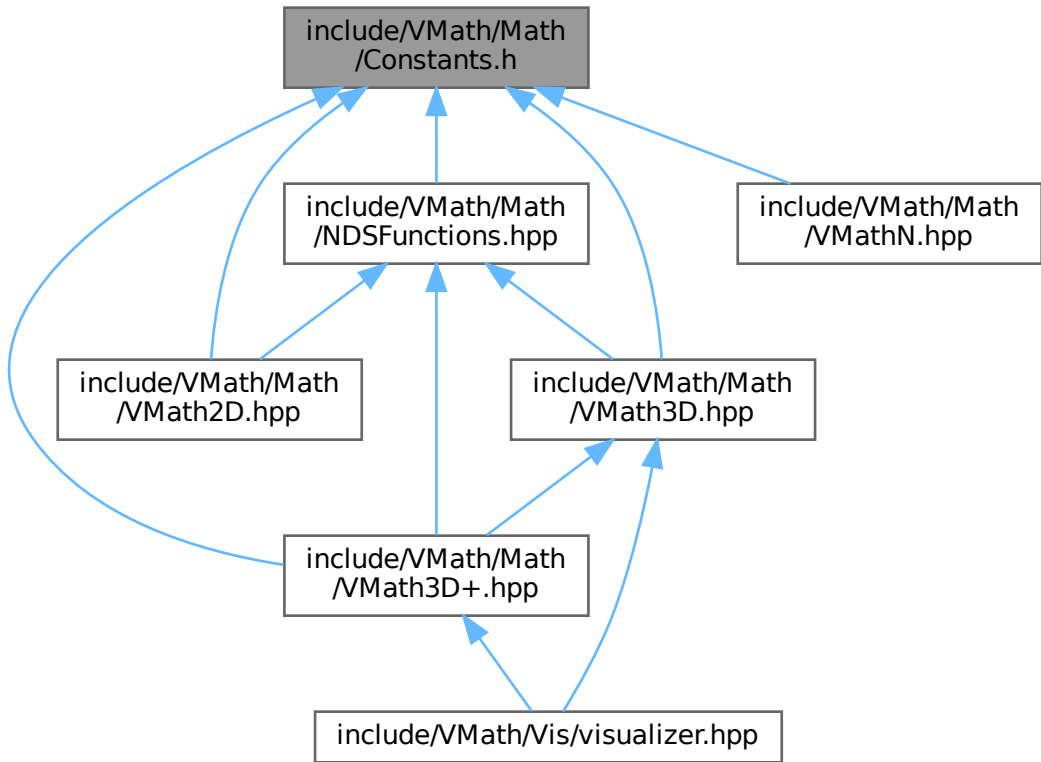 include/VMath/Math
/Constants.h
include/VMath/Math
/NDSFunctions.hpp
include/VMath/Math
/VMathN.hpp
include/VMath/Math
/VMath2D.hpp
include/VMath/Math
/VMath3D.hpp
include/VMath/Math
/VMath3D+.hpp
include/VMath/Vis/visualizer.hpp